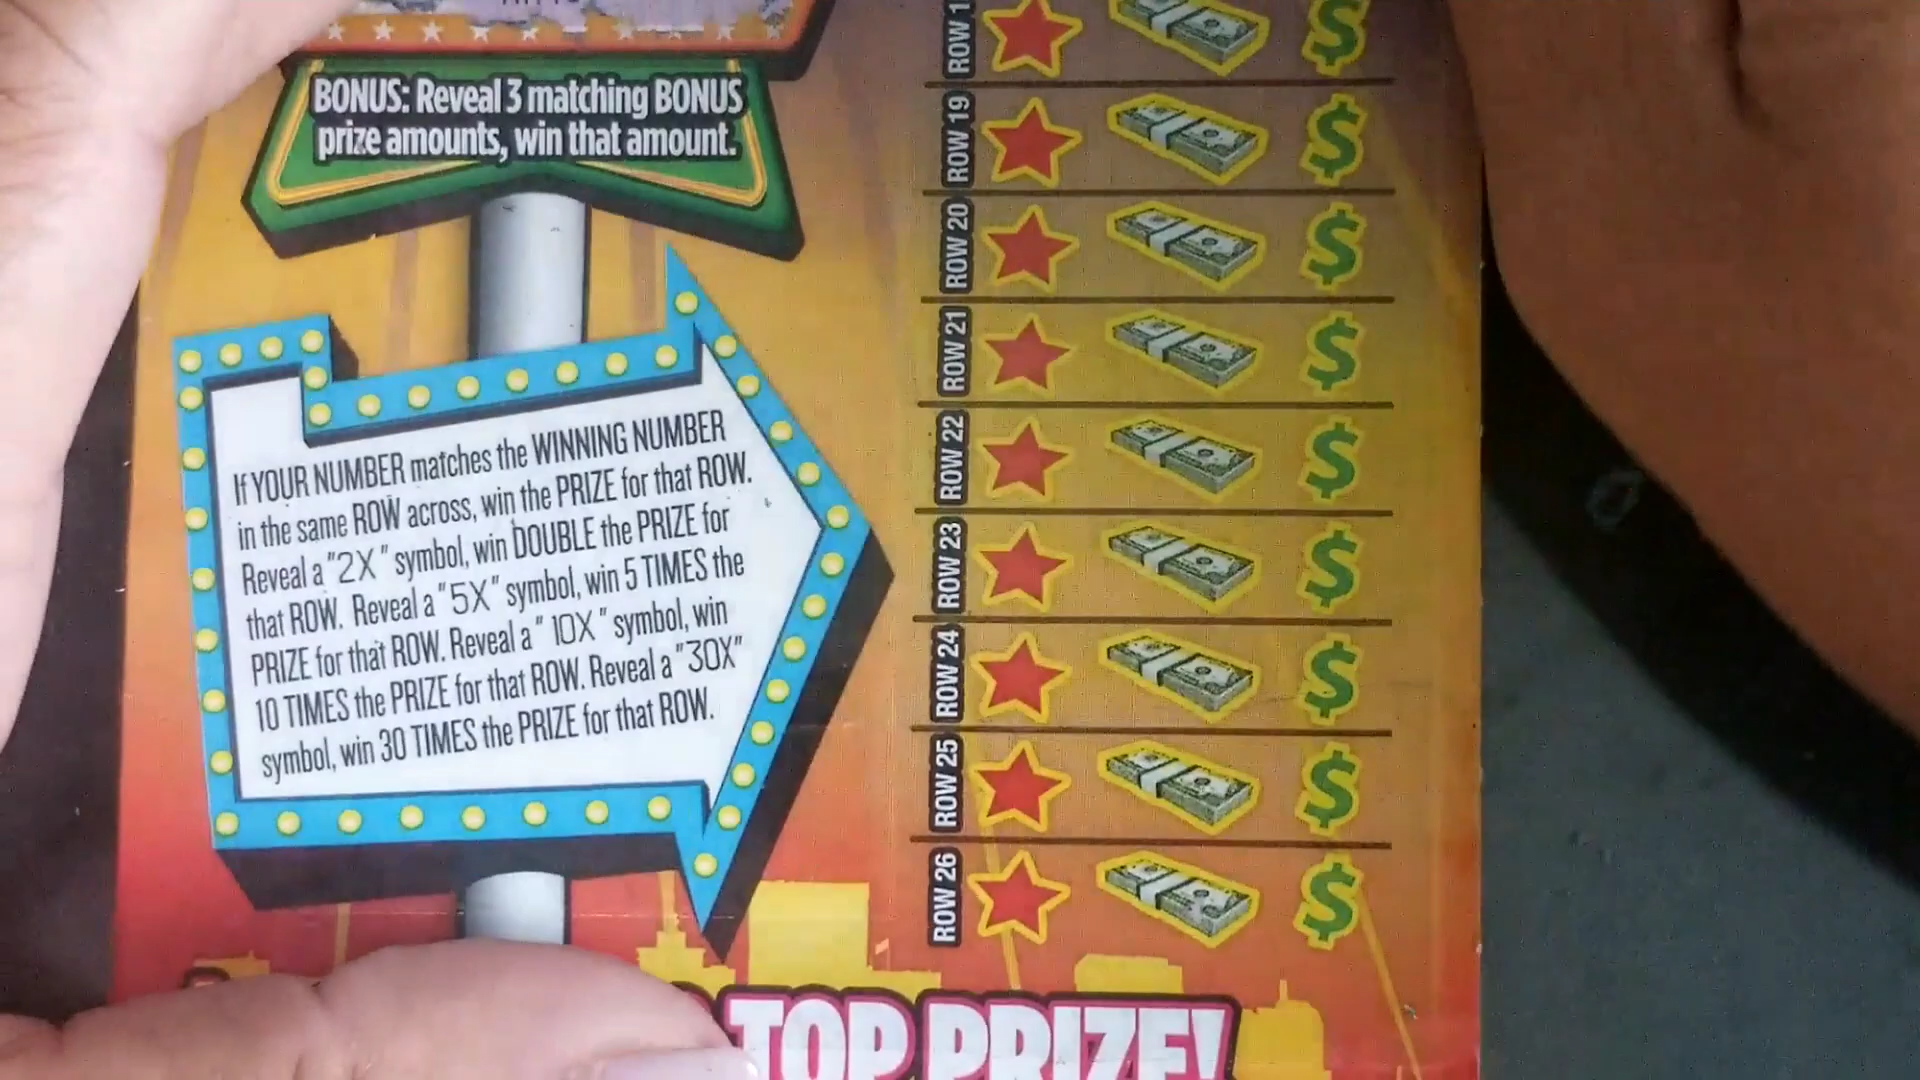 BONUS: Reveal 3 matching BONUS
prize amounts, win that amount.
If YOUR NUMBER matches the WINNING NUMBER
in the same ROW across, win the PRIZE for that ROW.
Reveal a "2X" symbol, win DOUBLE the PRIZE for
that ROW. Reveal a "5X" symbol, win 5 TIMES the
PRIZE for that ROW. Reveal a "10X" symbol, win
10 TIMES the PRIZE for that ROW. Reveal a "30X"
symbol, win 30 TIMES the PRIZE for that ROW.
ROW
ROW 19
ROW 20
ROW 21
ROW 22
ROW 23
ROW 24
ROW 25
ROW 26
TOP PRIZE!